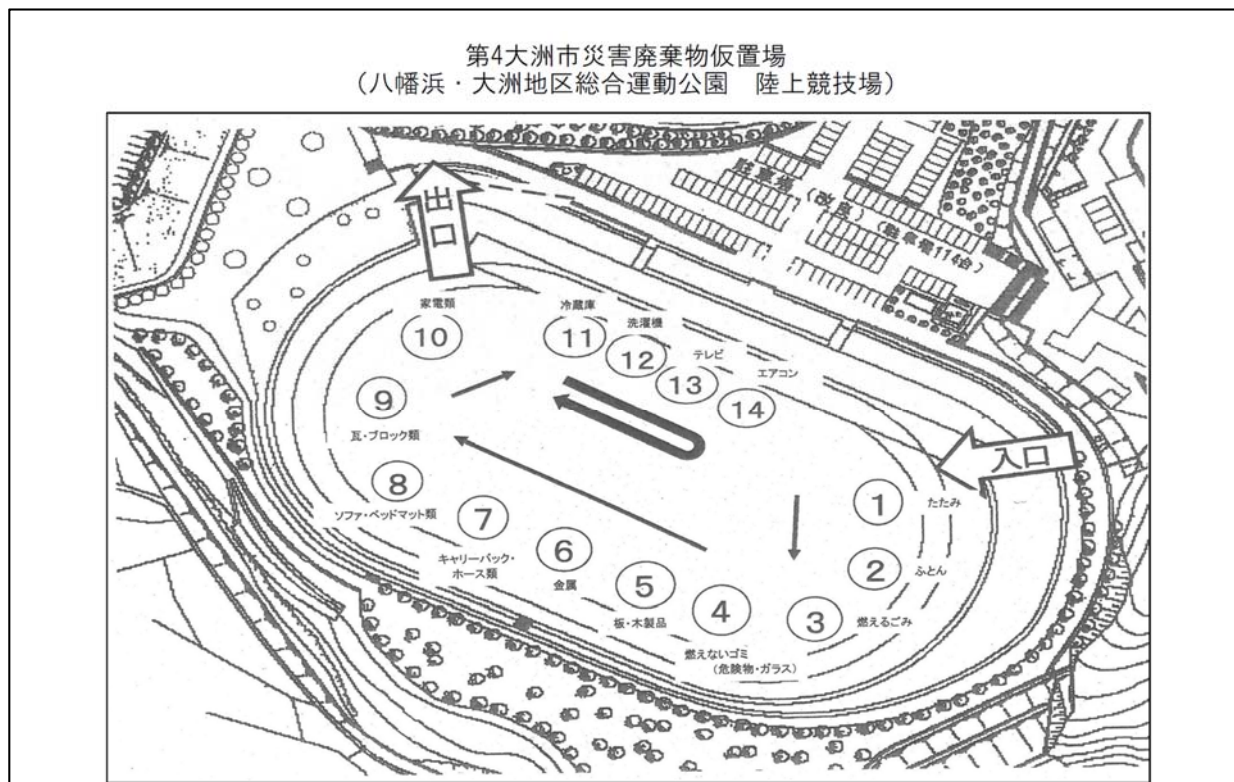 第4大洲市災害廃棄物仮置場
（八幡浜・大洲地区総合運動公園　陸上競技場）
出口
駐車場（改良）（駐車場114台）
家電類
10
冷蔵庫
11
洗濯機
12
テレビ
13
エアコン
14
入口
9
瓦・ブロック類
8
ソファ・ベッドマット類
7
キャリーバック・
ホース類
6
金属
5
板・木製品
4
燃えないゴミ
（危険物・ガラス）
3
燃えるごみ
2
ふとん
1
たたみ